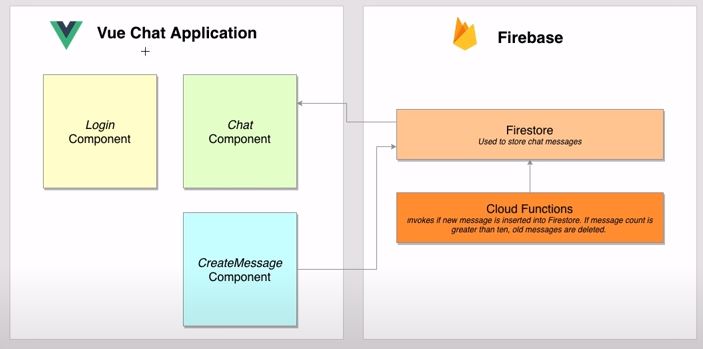 Vue Chat Application
Login
Component
Chat
Component
CreateMessage
Component
Firebase
Firestore
Used to store chat messages
Cloud Functions
invokes if new message is inserted into Firestore. If message count is
greater than ten, old messages are deleted.